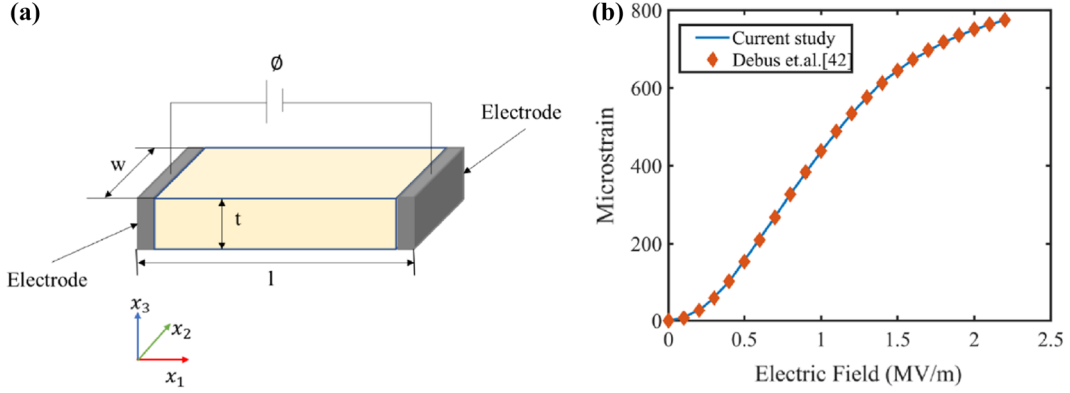 (a)
ϕ
Electrode
w
t
Electrode
l
x3
x2
x1
(b)
800
600
400
200
0
Microstrain
Current study
Debus et.al.[42]
0
0.5
1
1.5
2
2.5
Electric Field (MV/m)